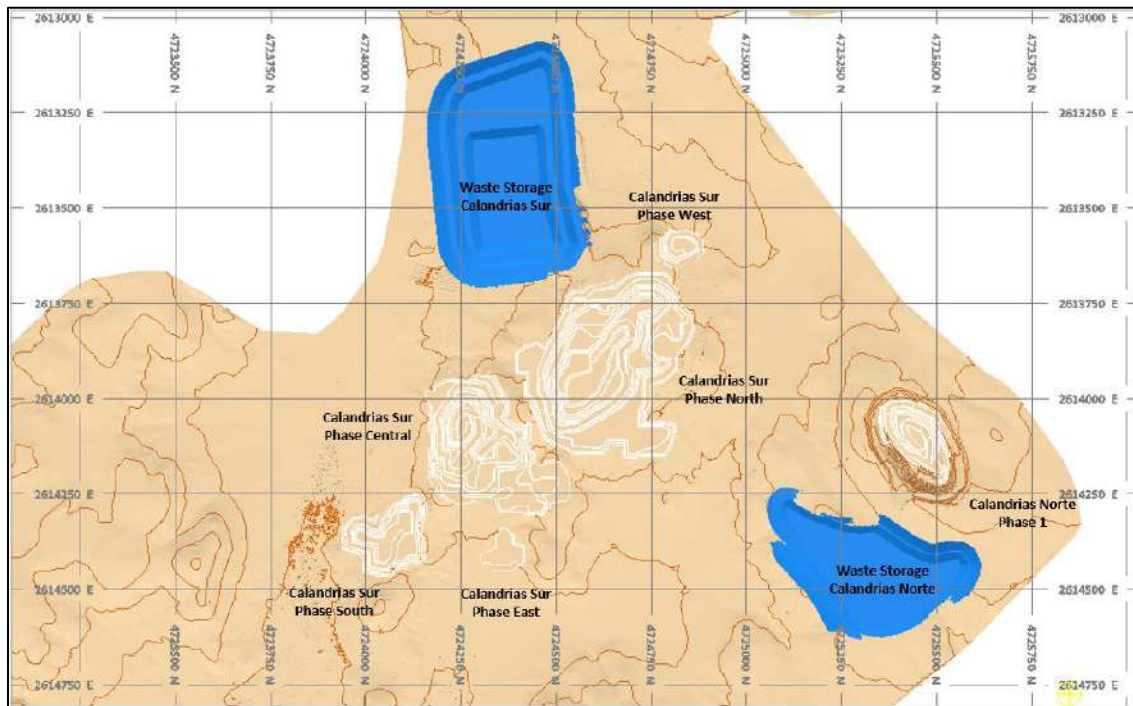 2613000 E
2613000 E
4723500 N
4723750 N
4724000 N
4724250 N
4724750 N
4725000 N
4725250 N
4725500 N
4725750 N
2613250 E
2613250 E
Waste Storage
Calandrias Sur
Calandrias Sur
Phase West
2613500 E
2613500 E
2613750 E
2613750 E
Calandrias Sur
Phase North
2614000 E
2614000 E
Calandrias Sur
Phase Central
2614250 E
2614250 E
Calandrias Norte
Phase 1
Waste Storage
Calandrias Norte
2614500 E
2614500 E
Calandrias Sur
Phase South
Calandrias Sur
Phase East
4723500 N
4723750 N
4724000 N
4724250 N
4724500 N
4724750 N
4725000 N
4725250 N
4725500 N
4725750 N
2614750 E
2614750 E